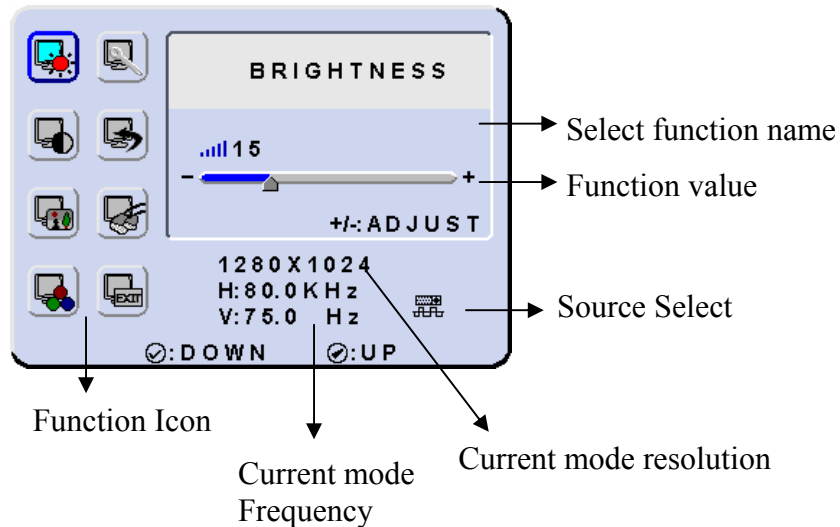 BRIGHTNESS
15
- +
+/-:ADJUST
1280X1024
H:80.0KHz
V:75.0 Hz
EXIT
:DOWN :UP
Select function name
Function value
Source Select
Function Icon
Current mode resolution
Current mode
Frequency